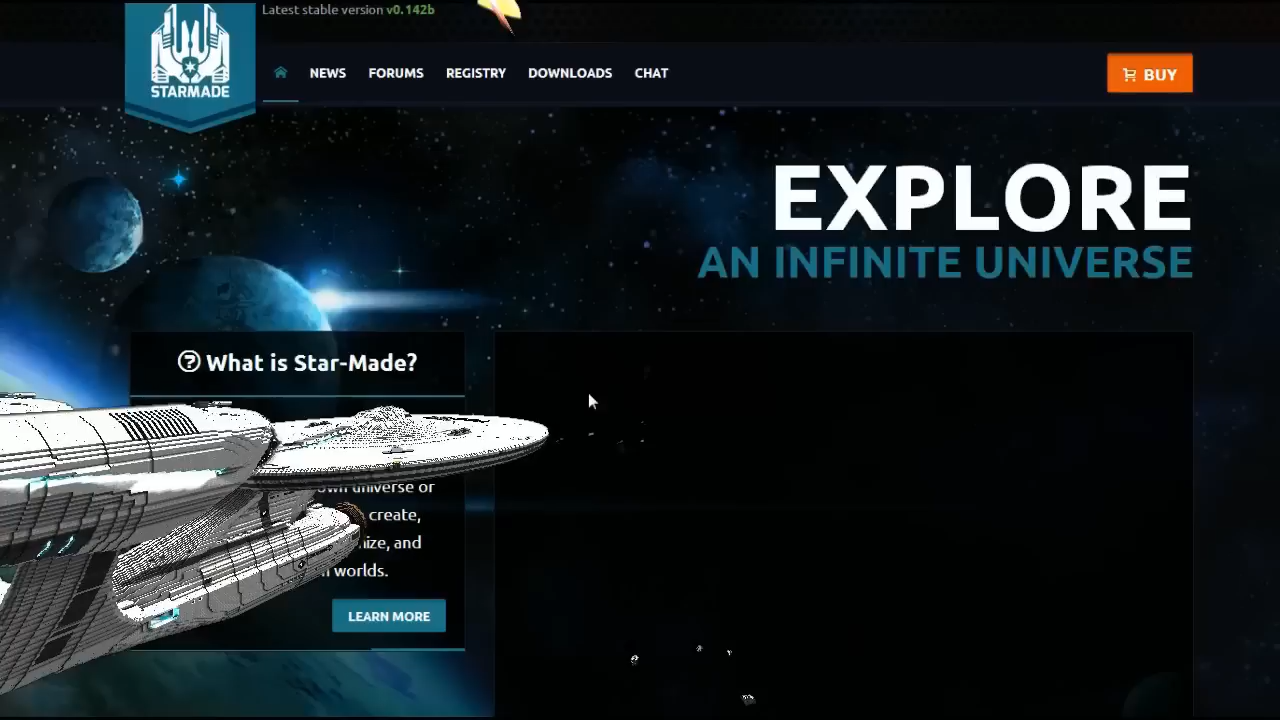 Latest stable version v0.142b
STARMADE
NEWS FORUMS REGISTRY DOWNLOADS CHAT
BUY
EXPLORE
AN INFINITE UNIVERSE
What is Star-Made?
own universe or
create,
and
worlds.
LEARN MORE